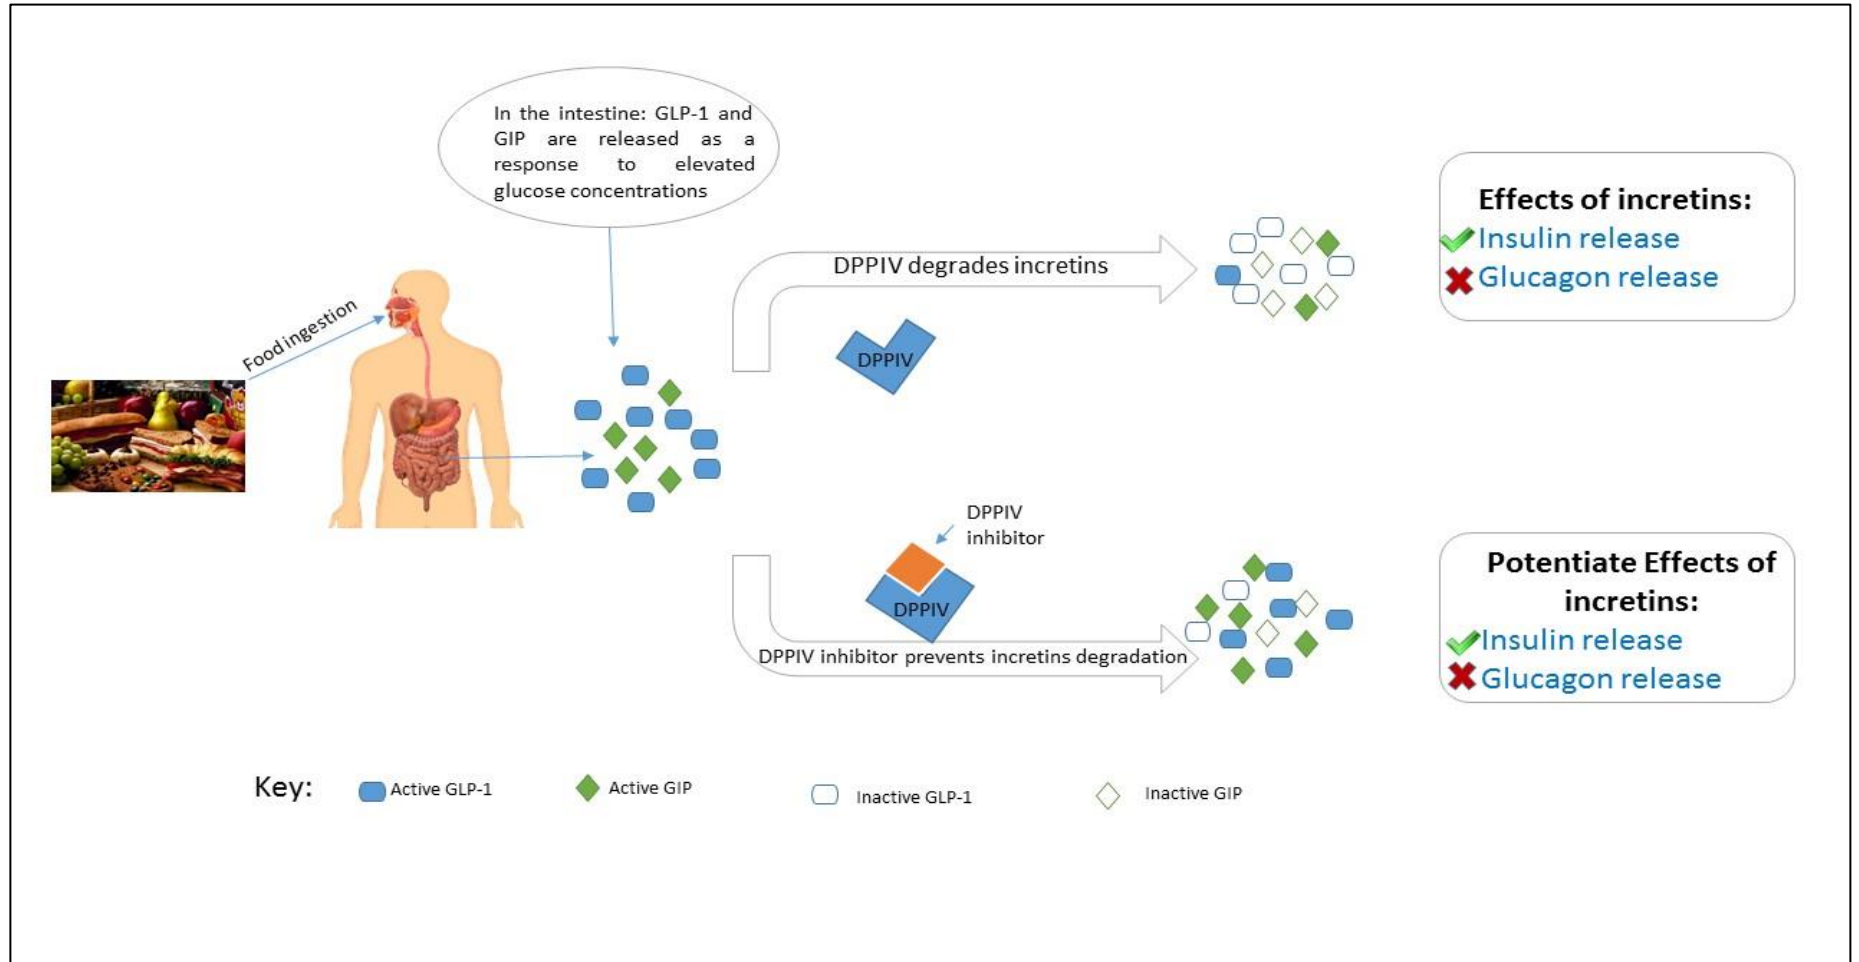 In the intestine: GLP-1 and
GIP are released as a
response to elevated
glucose concentrations
Food ingestion
DPPIV degrades incretins
DPPIV
Effects of incretins:
Insulin release
Glucagon release
DPPIV
inhibitor
DPPIV
DPPIV inhibitor prevents incretins degradation
Potentiate Effects of
incretins:
Insulin release
Glucagon release
Key:
Active GLP-1
Active GIP
Inactive GLP-1
Inactive GIP